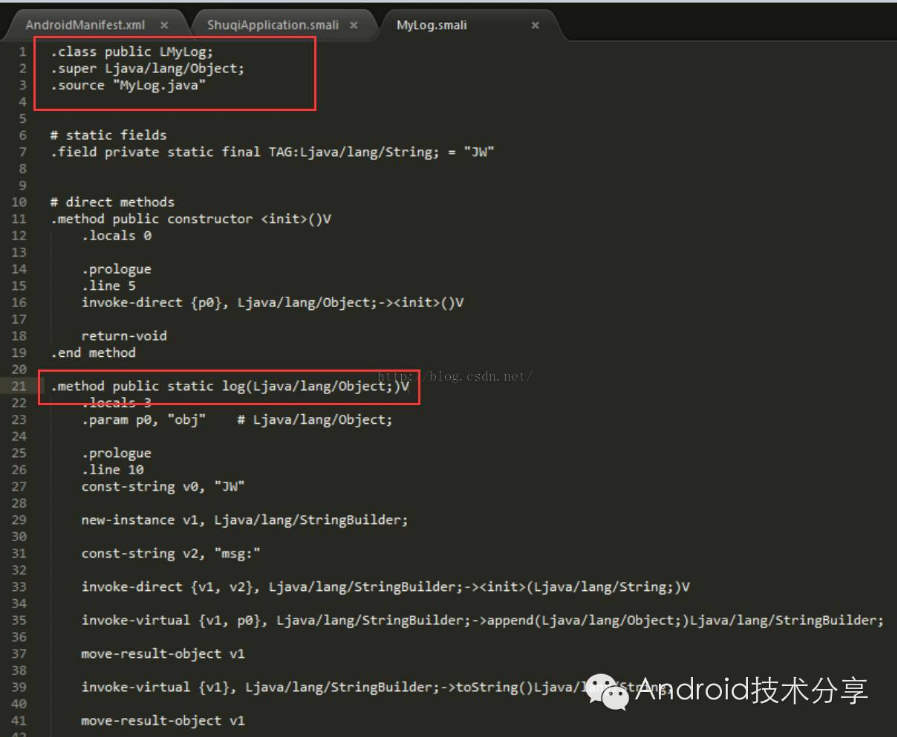 AndroidManifest.xml × ShuqiApplication.smali × MyLog.smali ×
1 .class public LMyLog;
2 .super Ljava/lang/Object;
3 .source "MyLog.java"
4
5
6 # static fields
7 .field private static final TAG:Ljava/lang/String; = "JW"
8
9
10 # direct methods
11 .method public constructor <init>()V
12 .locals 0
13
14 .prologue
15 .line 5
16 invoke-direct {p0}, Ljava/lang/Object;-><init>()V
17
18 return-void
19 .end method
20
http://blog.csdn.net/
21 .method public static log(Ljava/lang/Object;)V
22 .locals 3
23 .param p0, "obj" # Ljava/lang/Object;
24
25 .prologue
26 .line 10
27 const-string v0, "JW"
28
29 new-instance v1, Ljava/lang/StringBuilder;
30
31 const-string v2, "msg:"
32
33 invoke-direct {v1, v2}, Ljava/lang/StringBuilder;-><init>(Ljava/lang/String;)V
34
35 invoke-virtual {v1, p0}, Ljava/lang/StringBuilder;->append(Ljava/lang/Object;)Ljava/lang/StringBuilder;
36
37 move-result-object v1
38
39 invoke-virtual {v1}, Ljava/lang/StringBuilder;->toString()Ljava/lang/String;
Android技术分享
40
41 move-result-object v1
42